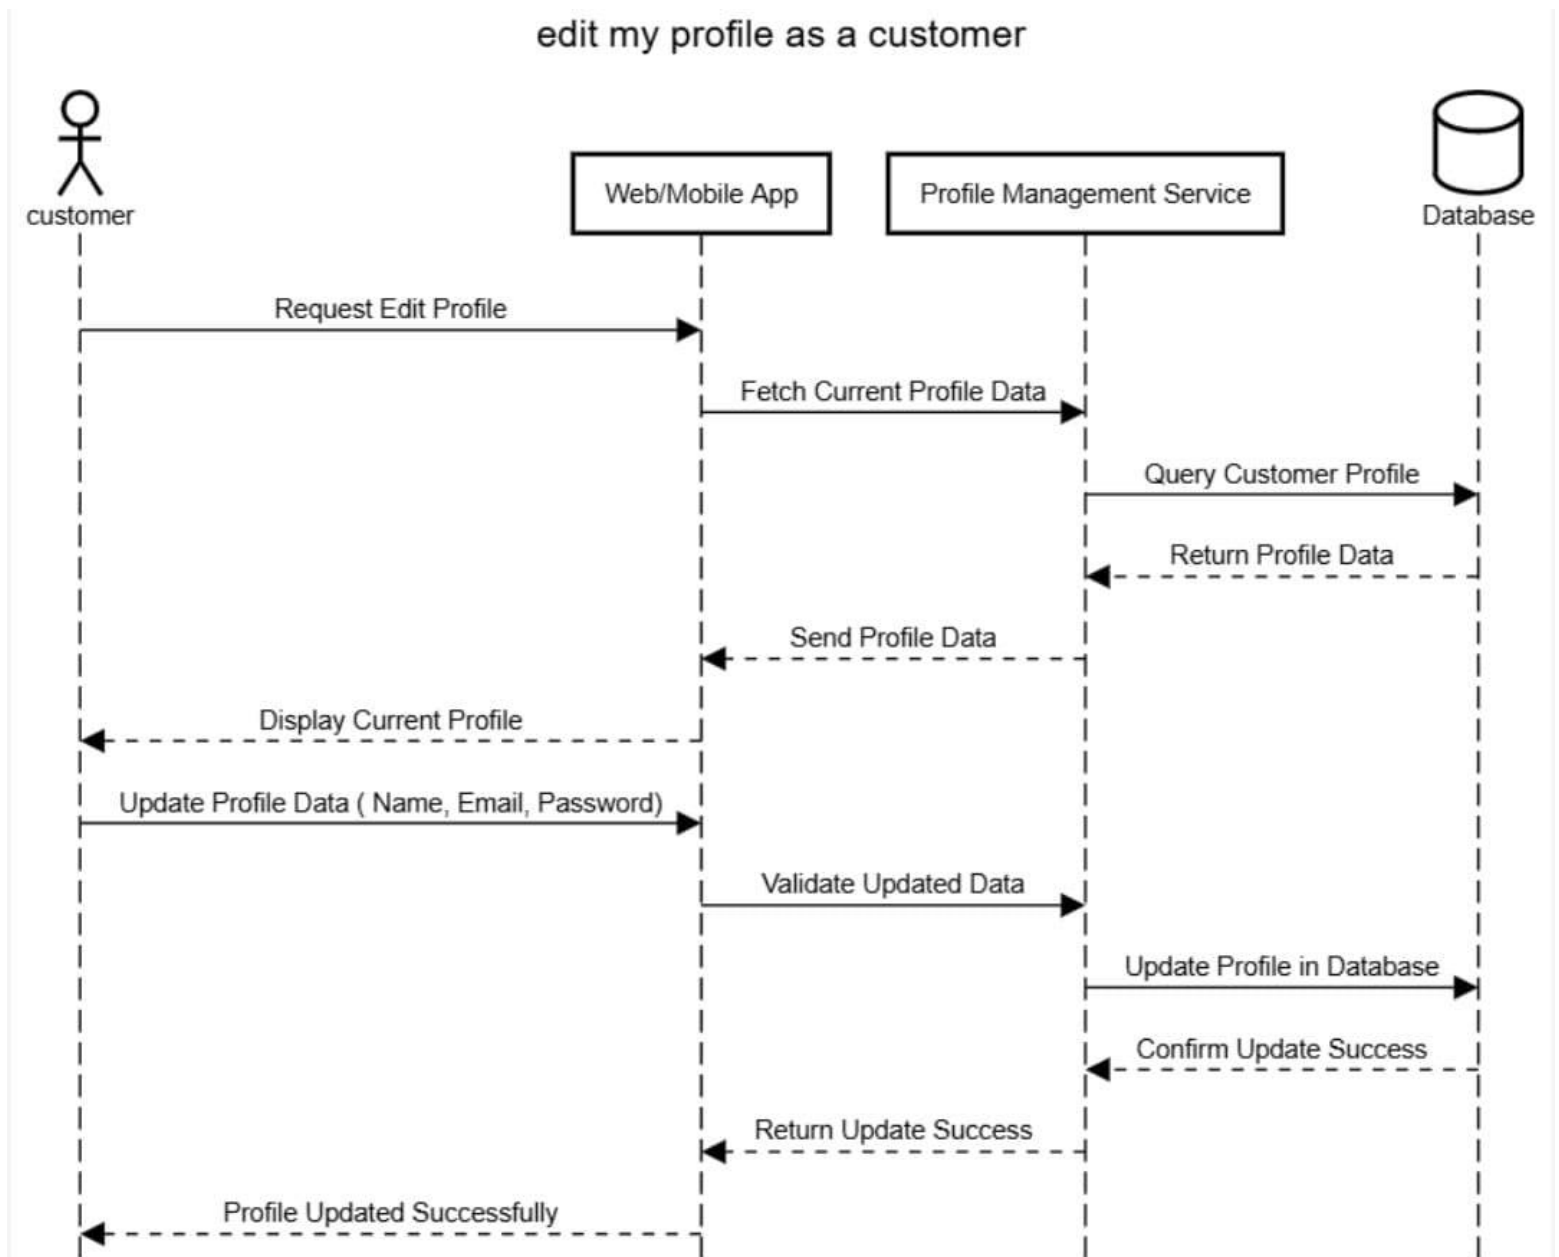 edit my profile as a customer
customer
Web/Mobile App
Profile Management Service
Database
Request Edit Profile
Fetch Current Profile Data
Query Customer Profile
Return Profile Data
Send Profile Data
Display Current Profile
Update Profile Data ( Name, Email, Password)
Validate Updated Data
Update Profile in Database
Confirm Update Success
Return Update Success
Profile Updated Successfully